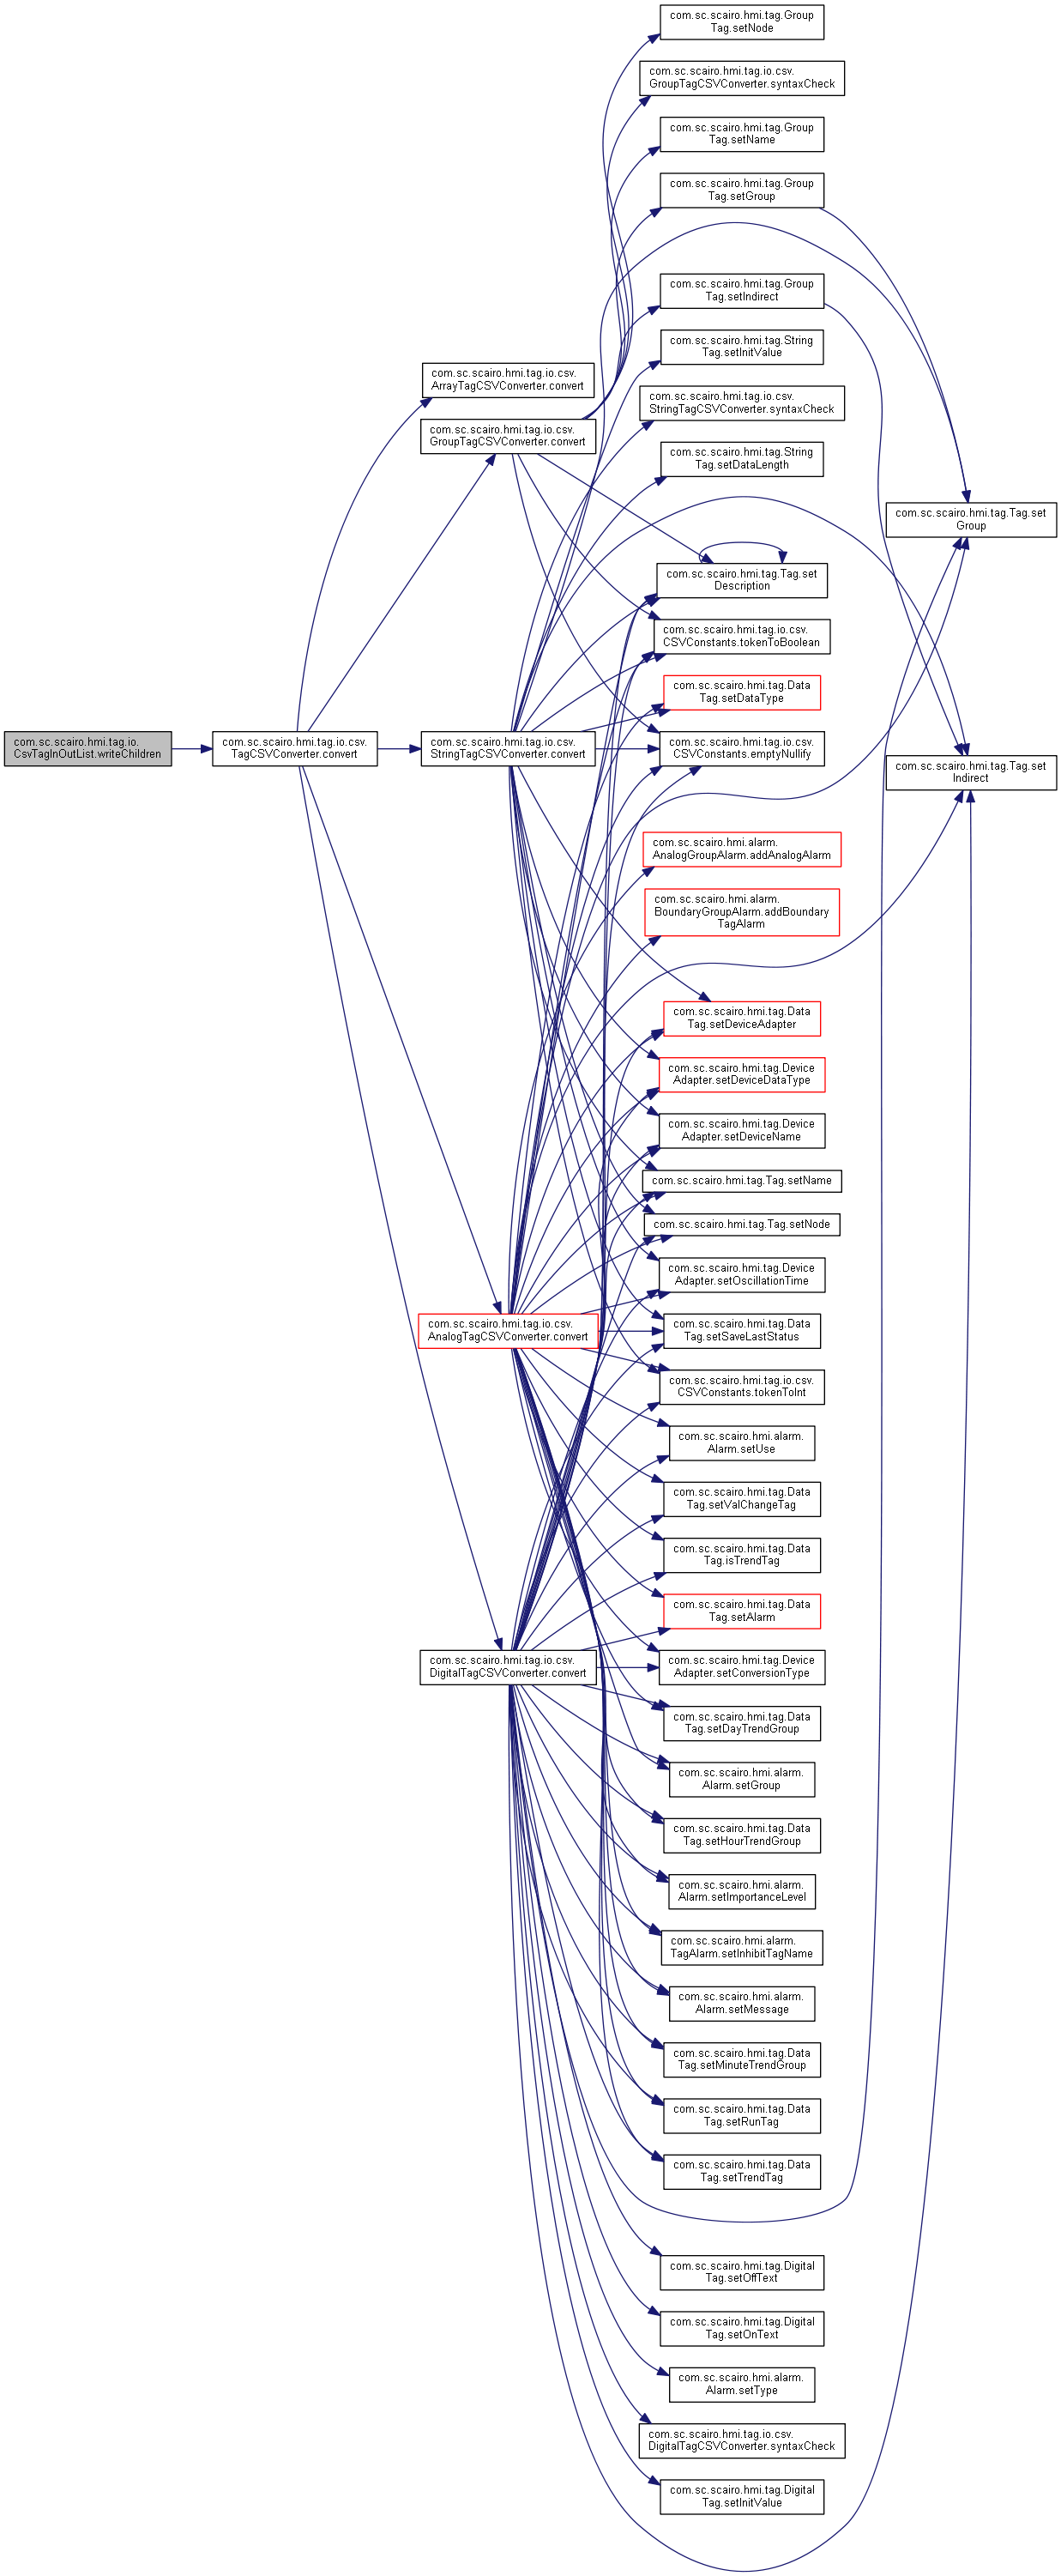 com.sc.scairo.hmi.tag.Group
Tag.setNode
com.sc.scairo.hmi.tag.io.csv.
GroupTagCSVConverter.syntaxCheck
com.sc.scairo.hmi.tag.Group
Tag.setName
com.sc.scairo.hmi.tag.Group
Tag.setGroup
com.sc.scairo.hmi.tag.Group
Tag.setIndirect
com.sc.scairo.hmi.tag.String
Tag.setInitValue
com.sc.scairo.hmi.tag.io.csv.
ArrayTagCSVConverter.convert
com.sc.scairo.hmi.tag.io.csv.
StringTagCSVConverter.syntaxCheck
com.sc.scairo.hmi.tag.io.csv.
GroupTagCSVConverter.convert
com.sc.scairo.hmi.tag.String
Tag.setDataLength
com.sc.scairo.hmi.tag.Tag.set
Group
com.sc.scairo.hmi.tag.Tag.set
Description
com.sc.scairo.hmi.tag.io.csv.
CSVConstants.tokenToBoolean
com.sc.scairo.hmi.tag.Data
Tag.setDataType
com.sc.scairo.hmi.tag.io.
CsvTagInOutList.writeChildren
com.sc.scairo.hmi.tag.io.csv.
TagCSVConverter.convert
com.sc.scairo.hmi.tag.io.csv.
StringTagCSVConverter.convert
com.sc.scairo.hmi.tag.io.csv.
CSVConstants.emptyNullify
com.sc.scairo.hmi.tag.Tag.set
Indirect
com.sc.scairo.hmi.alarm.
AnalogGroupAlarm.addAnalogAlarm
com.sc.scairo.hmi.alarm.
BoundaryGroupAlarm.addBoundary
TagAlarm
com.sc.scairo.hmi.tag.Data
Tag.setDeviceAdapter
com.sc.scairo.hmi.tag.Device
Adapter.setDeviceDataType
com.sc.scairo.hmi.tag.Device
Adapter.setDeviceName
com.sc.scairo.hmi.tag.Tag.setName
com.sc.scairo.hmi.tag.Tag.setNode
com.sc.scairo.hmi.tag.Device
Adapter.setOscillationTime
com.sc.scairo.hmi.tag.io.csv.
AnalogTagCSVConverter.convert
com.sc.scairo.hmi.tag.Data
Tag.setSaveLastStatus
com.sc.scairo.hmi.tag.io.csv.
CSVConstants.tokenToInt
com.sc.scairo.hmi.alarm.
Alarm.setUse
com.sc.scairo.hmi.tag.Data
Tag.setValChangeTag
com.sc.scairo.hmi.tag.Data
Tag.isTrendTag
com.sc.scairo.hmi.tag.Data
Tag.setAlarm
com.sc.scairo.hmi.tag.io.csv.
DigitalTagCSVConverter.convert
com.sc.scairo.hmi.tag.Device
Adapter.setConversionType
com.sc.scairo.hmi.tag.Data
Tag.setDayTrendGroup
com.sc.scairo.hmi.alarm.
Alarm.setGroup
com.sc.scairo.hmi.tag.Data
Tag.setHourTrendGroup
com.sc.scairo.hmi.alarm.
Alarm.setImportanceLevel
com.sc.scairo.hmi.alarm.
TagAlarm.setInhibitTagName
com.sc.scairo.hmi.alarm.
Alarm.setMessage
com.sc.scairo.hmi.tag.Data
Tag.setMinuteTrendGroup
com.sc.scairo.hmi.tag.Data
Tag.setRunTag
com.sc.scairo.hmi.tag.Data
Tag.setTrendTag
com.sc.scairo.hmi.tag.Digital
Tag.setOffText
com.sc.scairo.hmi.tag.Digital
Tag.setOnText
com.sc.scairo.hmi.alarm.
Alarm.setType
com.sc.scairo.hmi.tag.io.csv.
DigitalTagCSVConverter.syntaxCheck
com.sc.scairo.hmi.tag.Digital
Tag.setInitValue